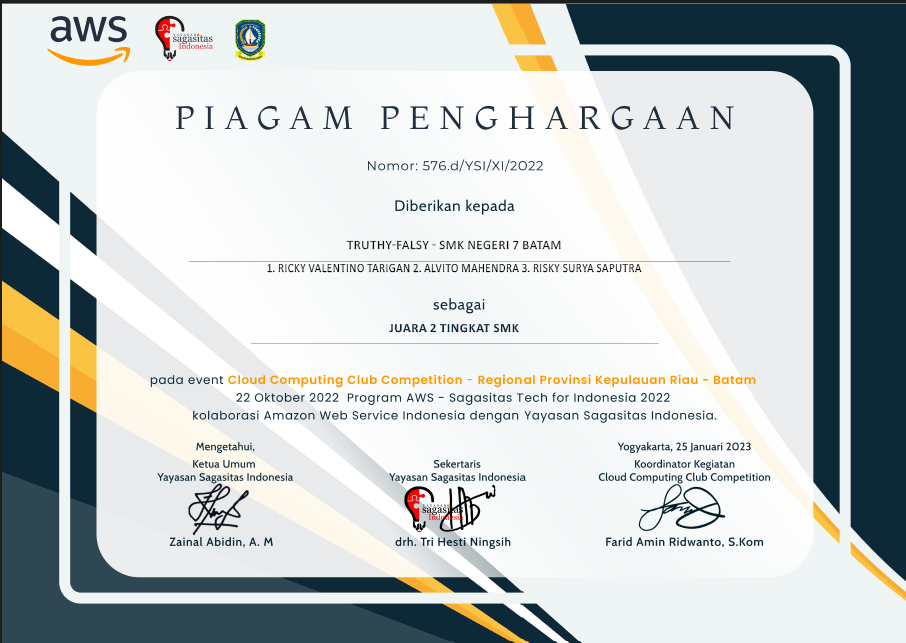 aws
YAYASAN
sagasitas
Indonesia
PIAGAM PENGHARGAAN
Nomor: 576.d/YSI/XI/2022
Diberikan kepada
TRUTHY-FALSY - SMK NEGERI 7 BATAM
1. RICKY VALENTINO TARIGAN 2. ALVITO MAHENDRA 3. RISKY SURYA SAPUTRA
sebagai
JUARA 2 TINGKAT SMK
pada event Cloud Computing Club Competition - Regional Provinsi Kepulauan Riau - Batam
22 Oktober 2022 Program AWS - Sagasitas Tech for Indonesia 2022
kolaborasi Amazon Web Service Indonesia dengan Yayasan Sagasitas Indonesia.
Mengetahui,
Ketua Umum
Yayasan Sagasitas Indonesia
Zainal Abidin, A. M
Sekertaris
Yayasan Sagasitas Indonesia
sagasitas
Indonesia
drh. Tri Hesti Ningsih
Yogyakarta, 25 Januari 2023
Koordinator Kegiatan
Cloud Computing Club Competition
Farid Amin Ridwanto, S.Kom